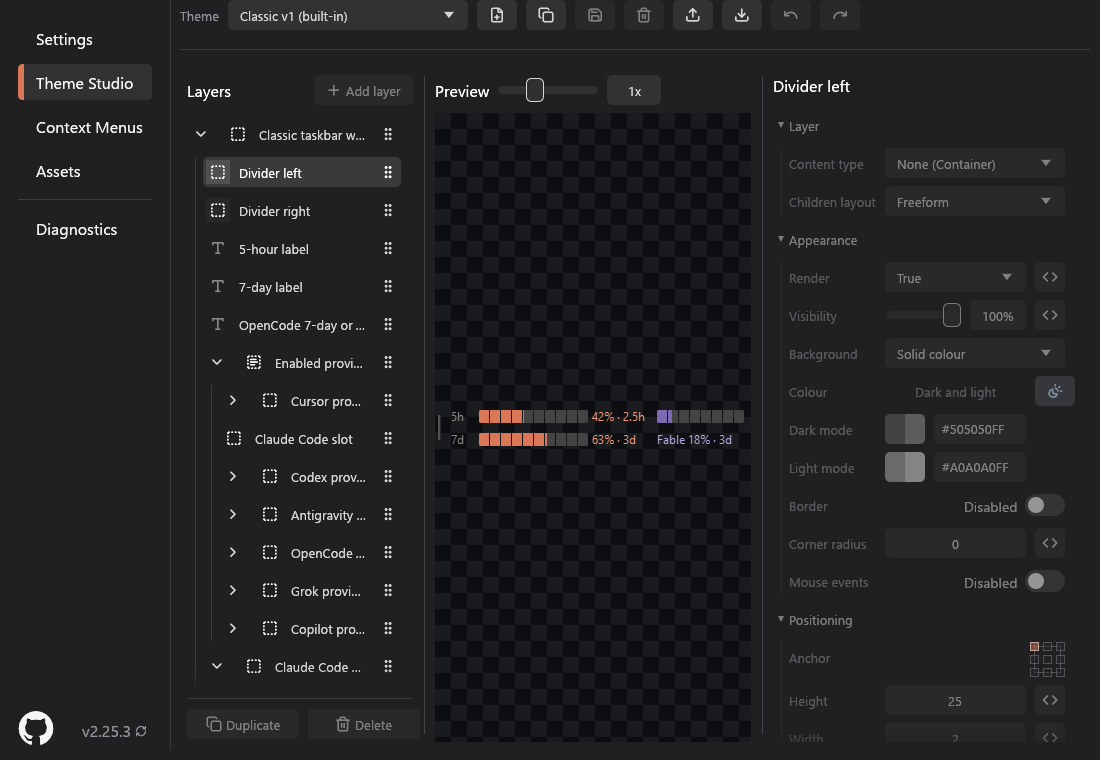 Theme
Classic v1 (built-in)
Settings
Theme Studio
Context Menus
Assets
Diagnostics
v2.25.3
Layers
Add layer
Classic taskbar w...
Divider left
Divider right
5-hour label
7-day label
OpenCode 7-day or ...
Enabled provi...
Cursor pro...
Claude Code slot
Codex prov...
Antigravity ...
OpenCode ...
Grok provi...
Copilot pro...
Claude Code ...
Duplicate
Delete
Preview
1x
5h
42% · 2.5h
7d
63% · 3d
Fable 18% · 3d
Divider left
Layer
Content type
None (Container)
Children layout
Freeform
Appearance
Render
True
Visibility
100%
Background
Solid colour
Colour
Dark and light
Dark mode
#505050FF
Light mode
#A0A0A0FF
Border
Disabled
Corner radius
0
Mouse events
Disabled
Positioning
Anchor
Height
25
Width
2